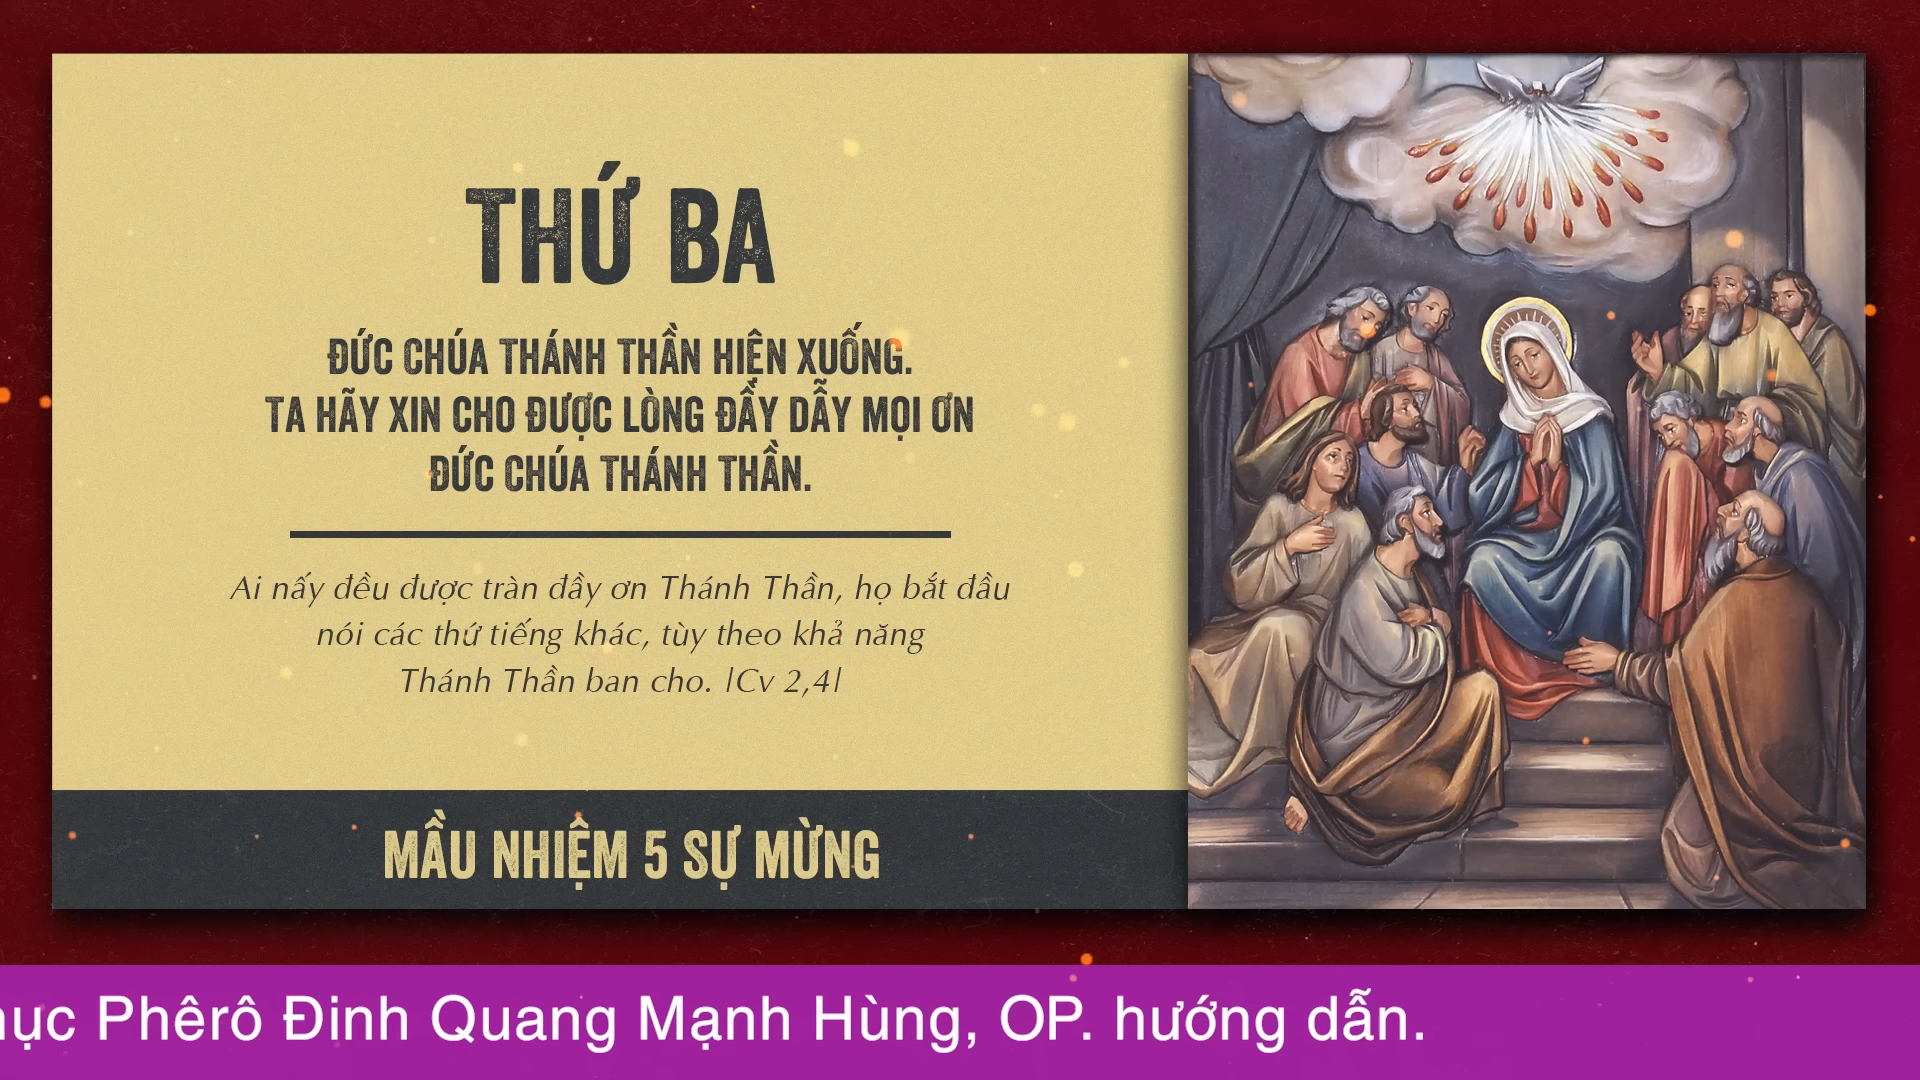 THỨ BA
ĐỨC CHÚA THÁNH THẦN HIỆN XUỐNG.
TA HÃY XIN CHO ĐƯỢC LÒNG ĐẦY DẪY MỌI ƠN
ĐỨC CHÚA THÁNH THẦN.
Ai nấy đều được tràn đầy ơn Thánh Thần, họ bắt đầu
nói các thứ tiếng khác, tùy theo khả năng
Thánh Thần ban cho. |Cv 2,4|
MẦU NHIỆM 5 SỰ MỪNG
Phêrô Đinh Quang Mạnh Hùng, OP. hướng dẫn.